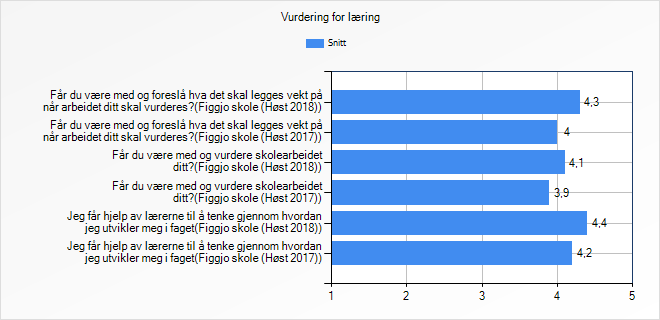 Vurdering for læring
Snitt
Får du være med og foreslå hva det skal legges vekt på
når arbeidet ditt skal vurderes?(Figgjo skole (Høst 2018))
4,3
Får du være med og foreslå hva det skal legges vekt på
når arbeidet ditt skal vurderes?(Figgjo skole (Høst 2017))
4
Får du være med og vurdere skolearbeidet
ditt?(Figgjo skole (Høst 2018))
4,1
Får du være med og vurdere skolearbeidet
ditt?(Figgjo skole (Høst 2017))
3,9
Jeg får hjelp av lærerne til å tenke gjennom hvordan
jeg utvikler meg i faget(Figgjo skole (Høst 2018))
4,4
Jeg får hjelp av lærerne til å tenke gjennom hvordan
jeg utvikler meg i faget(Figgjo skole (Høst 2017))
4,2
1 2 3 4 5